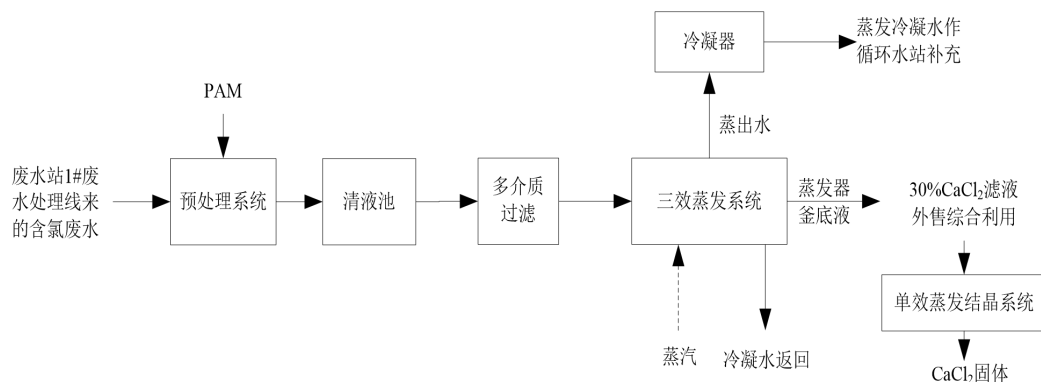 冷凝器
蒸发冷凝水作
循环水站补充
PAM
蒸出水
废水站1#废
水处理线来
的含氯废水
预处理系统
清液池
多介质
过滤
三效蒸发系统
蒸发器
釜底液
30%CaCl₂滤液
外售综合利用
单效蒸发结晶系统
蒸汽
冷凝水返回
CaCl₂固体